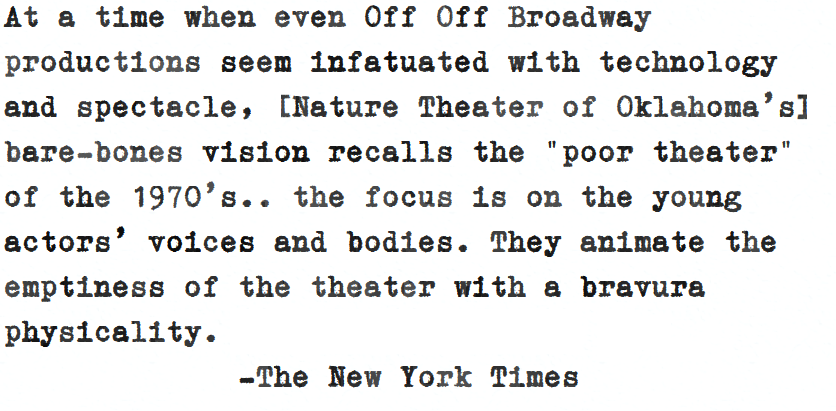 At a time when even Off Off Broadway
productions seem infatuated with technology
and spectacle, [Nature Theater of Oklahoma's]
bare-bones vision recalls the "poor theater"
of the 1970's.. the focus is on the young
actors' voices and bodies. They animate the
emptiness of the theater with a bravura
physicality.
-The New York Times